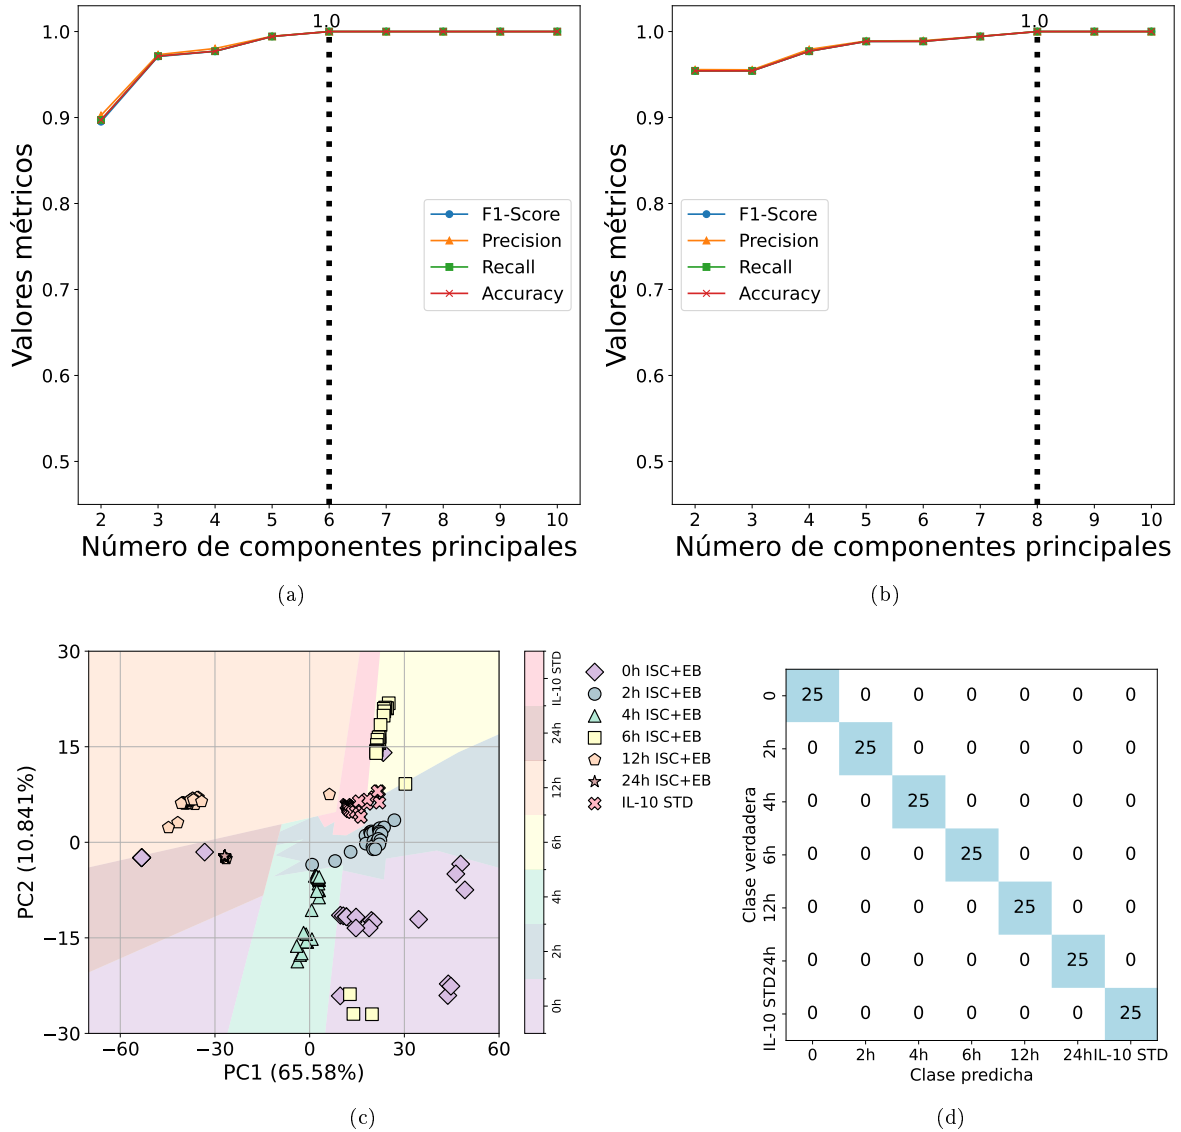 1.0
1.0
0.9
0.8
0.7
0.6
0.5
Valores métricos
F1-Score
Precision
Recall
Accuracy
2 3 4 5 6 7 8 9 10
Número de componentes principales
(a)
1.0
1.0
0.9
0.8
0.7
0.6
0.5
Valores métricos
F1-Score
Precision
Recall
Accuracy
2 3 4 5 6 7 8 9 10
Número de componentes principales
(b)
30
15
0
−15
−30
PC2 (10.841%)
−60 −30 0 30 60
PC1 (65.58%)
IL-10 STD
24h
12h
6h
4h
2h
0h
0h ISC+EB
2h ISC+EB
4h ISC+EB
6h ISC+EB
12h ISC+EB
24h ISC+EB
IL-10 STD
(c)
Clase verdadera
0 25 0 0 0 0 0 0
2h 0 25 0 0 0 0 0
4h 0 0 25 0 0 0 0
6h 0 0 0 25 0 0 0
12h 0 0 0 0 25 0 0
24h 0 0 0 0 0 25 0
IL-10 STD 0 0 0 0 0 0 25
0 2h 4h 6h 12h 24h IL-10 STD
Clase predicha
(d)